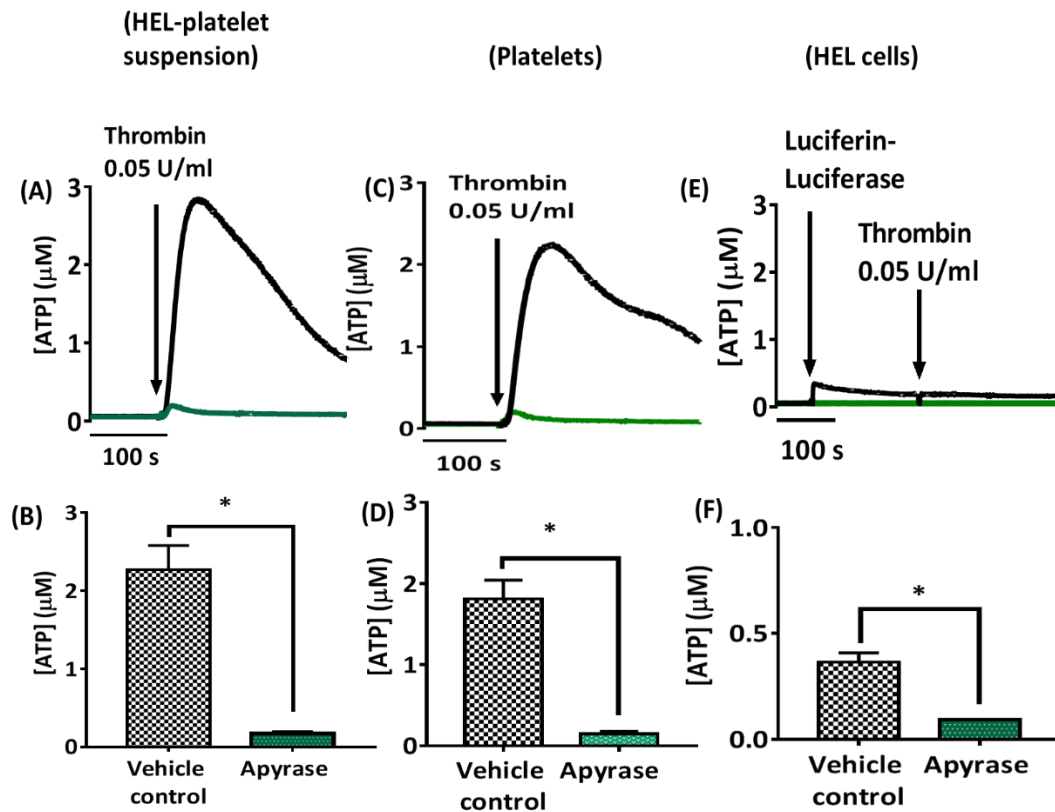 (HEL-platelet
suspension)
(Platelets)
(HEL cells)
Thrombin
0.05 U/ml
(A)
3
2
1
0
[ATP] (μM)
100 s
(C)
Thrombin
0.05 U/ml
3
2
1
0
[ATP] (μM)
100 s
(E)
Luciferin-
Luciferase
Thrombin
0.05 U/ml
3
2
1
0
[ATP] (μM)
100 s
(B)
3
2
1
0
[ATP] (μM)
*
Vehicle
control
Apyrase
(D)
3
2
1
0
[ATP] (μM)
*
Vehicle
control
Apyrase
(F)
1.0
0.5
0.0
[ATP] (μM)
*
Vehicle
control
Apyrase